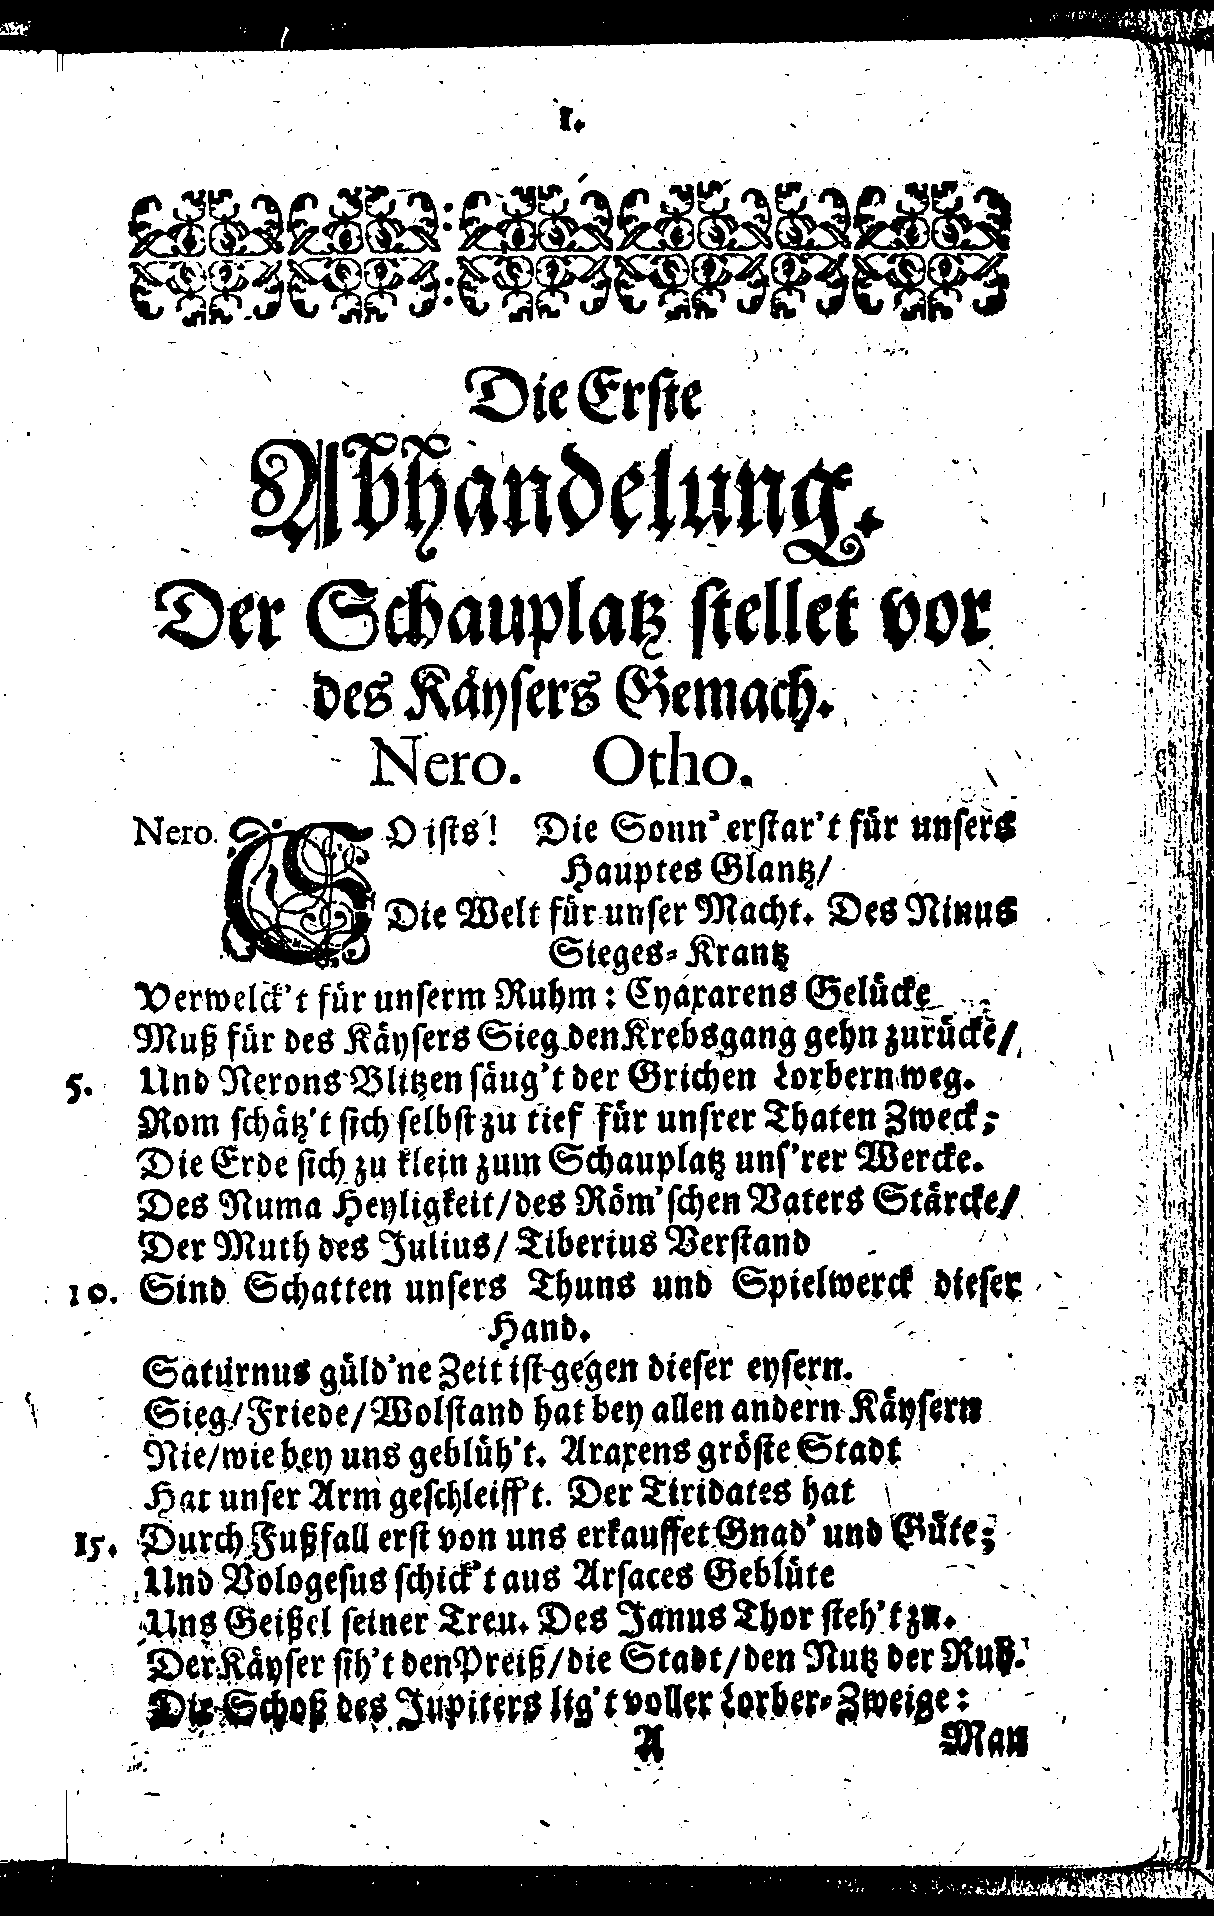 1.
Die Erste
Abhandelung.
Der Schauplatz stellet vor
des Käysers Gemach.
Nero. Otho.
Nero. SO ists! Die Sonn' erstar't für unsers
Hauptes Glantz/
Die Welt für unser Macht. Des Ninus
Sieges-Krantz
Verwelck't für unserm Ruhm: Cyaxarens Gelücke
Muß für des Käysers Sieg den Krebsgang gehn zurücke/
5. Und Nerons Blitzen säug't der Grichen Lorbern weg.
Rom schätz't sich selbst zu tief für unsrer Thaten Zweck;
Die Erde sich zu klein zum Schauplatz uns'rer Wercke.
Des Numa Heyligkeit/des Röm'schen Vaters Stärcke/
Der Muth des Julius/Tiberius Verstand
10. Sind Schatten unsers Thuns und Spielwerck dieser
Hand.
Saturnus güld'ne Zeit ist gegen dieser eysern.
Sieg/Friede/Wolstand hat bey allen andern Käysern
Nie/wie bey uns geblüh't. Araxens gröste Stadt
Hat unser Arm geschleifft. Der Tiridates hat
15. Durch Fußfall erst von uns erkauffet Gnad' und Güte;
Und Vologesus schick't aus Arsaces Geblüte
Uns Geißel seiner Treu. Des Janus Thor steh't zu.
Der Käyser sih't den Preiß/die Stadt/den Nutz der Ruh.
Die Schoß des Jupiters lig't voller Lorber-Zweige:
A Man